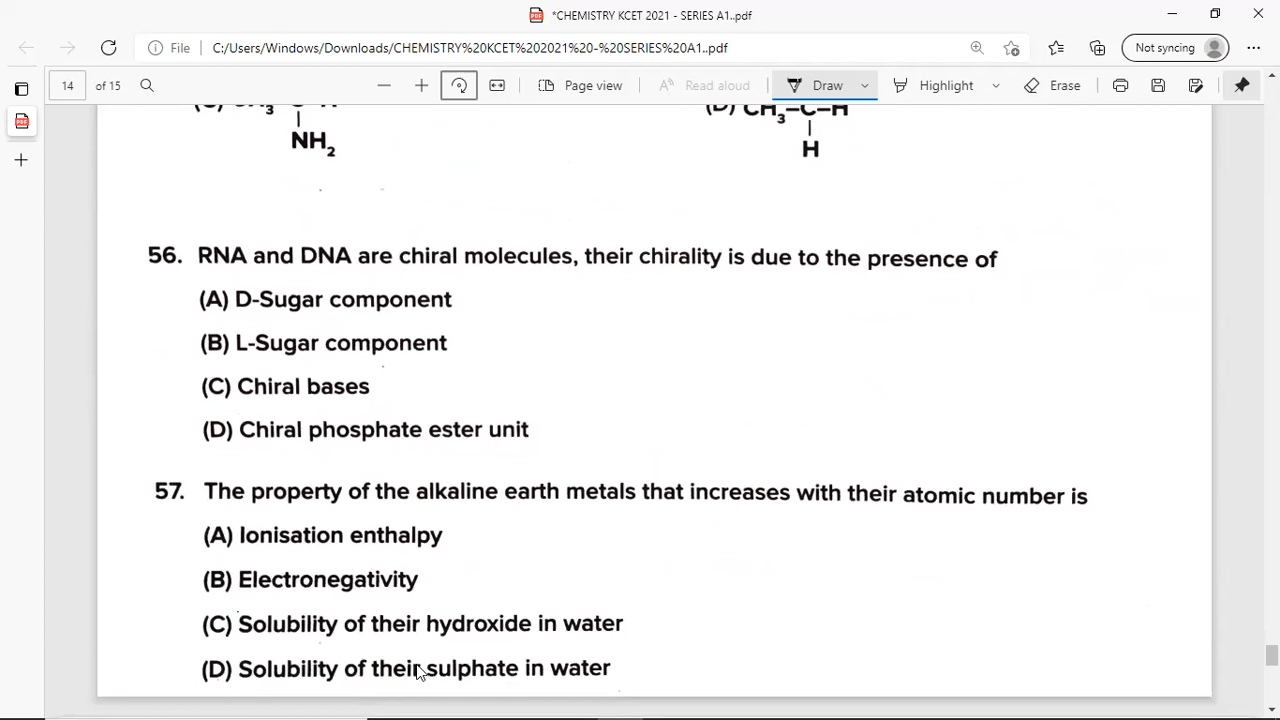 *CHEMISTRY KCET 2021 - SERIES A1..pdf
File C:/Users/Windows/Downloads/CHEMISTRY%20KCET%202021%20-%20SERIES%20A1..pdf Not syncing
14 of 15 Page view Read aloud Draw Highlight Erase
(C) CH3 C H (D) CH3–C–H
NH2 H
56. RNA and DNA are chiral molecules, their chirality is due to the presence of
(A) D-Sugar component
(B) L-Sugar component
(C) Chiral bases
(D) Chiral phosphate ester unit
57. The property of the alkaline earth metals that increases with their atomic number is
(A) Ionisation enthalpy
(B) Electronegativity
(C) Solubility of their hydroxide in water
(D) Solubility of their sulphate in water